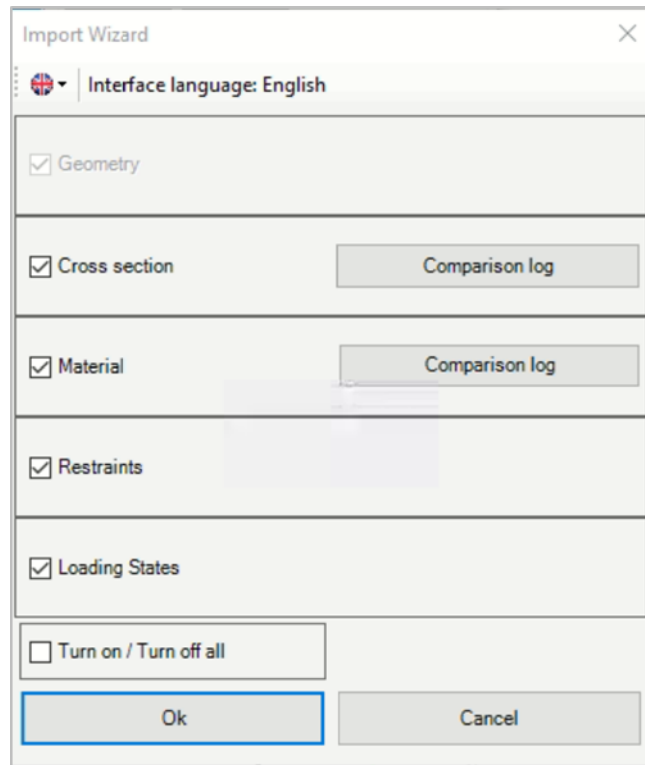 Import Wizard
Interface language: English
Geometry
Cross section
Comparison log
Material
Comparison log
Restraints
Loading States
Turn on / Turn off all
Ok
Cancel